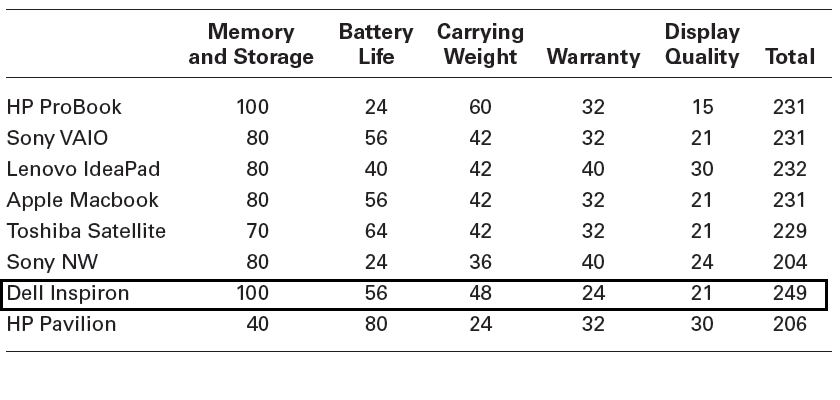 Memory and Storage Battery Life Carrying Weight Warranty Display Quality Total
HP ProBook 100 24 60 32 15 231
Sony VAIO 80 56 42 32 21 231
Lenovo IdeaPad 80 40 42 40 30 232
Apple Macbook 80 56 42 32 21 231
Toshiba Satellite 70 64 42 32 21 229
Sony NW 80 24 36 40 24 204
Dell Inspiron 100 56 48 24 21 249
HP Pavilion 40 80 24 32 30 206